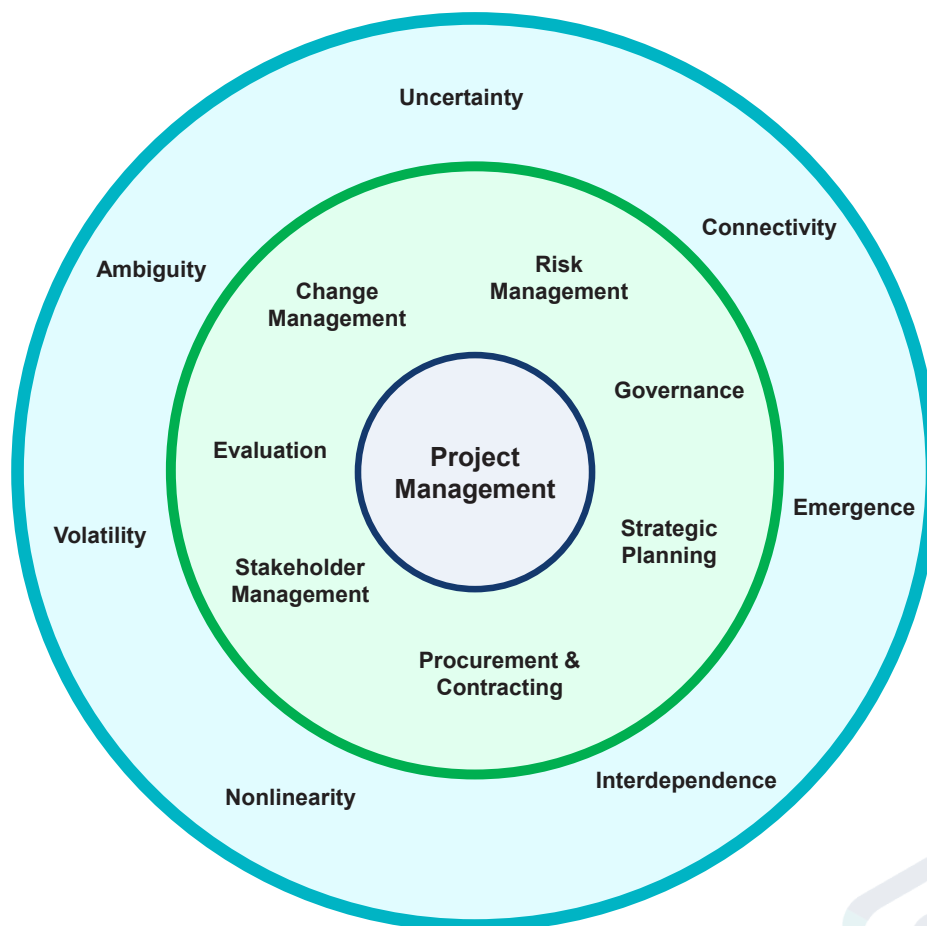 Uncertainty
Connectivity
Ambiguity
Risk
Management
Change
Management
Governance
Evaluation
Project
Management
Emergence
Strategic
Planning
Volatility
Stakeholder
Management
Procurement &
Contracting
Interdependence
Nonlinearity